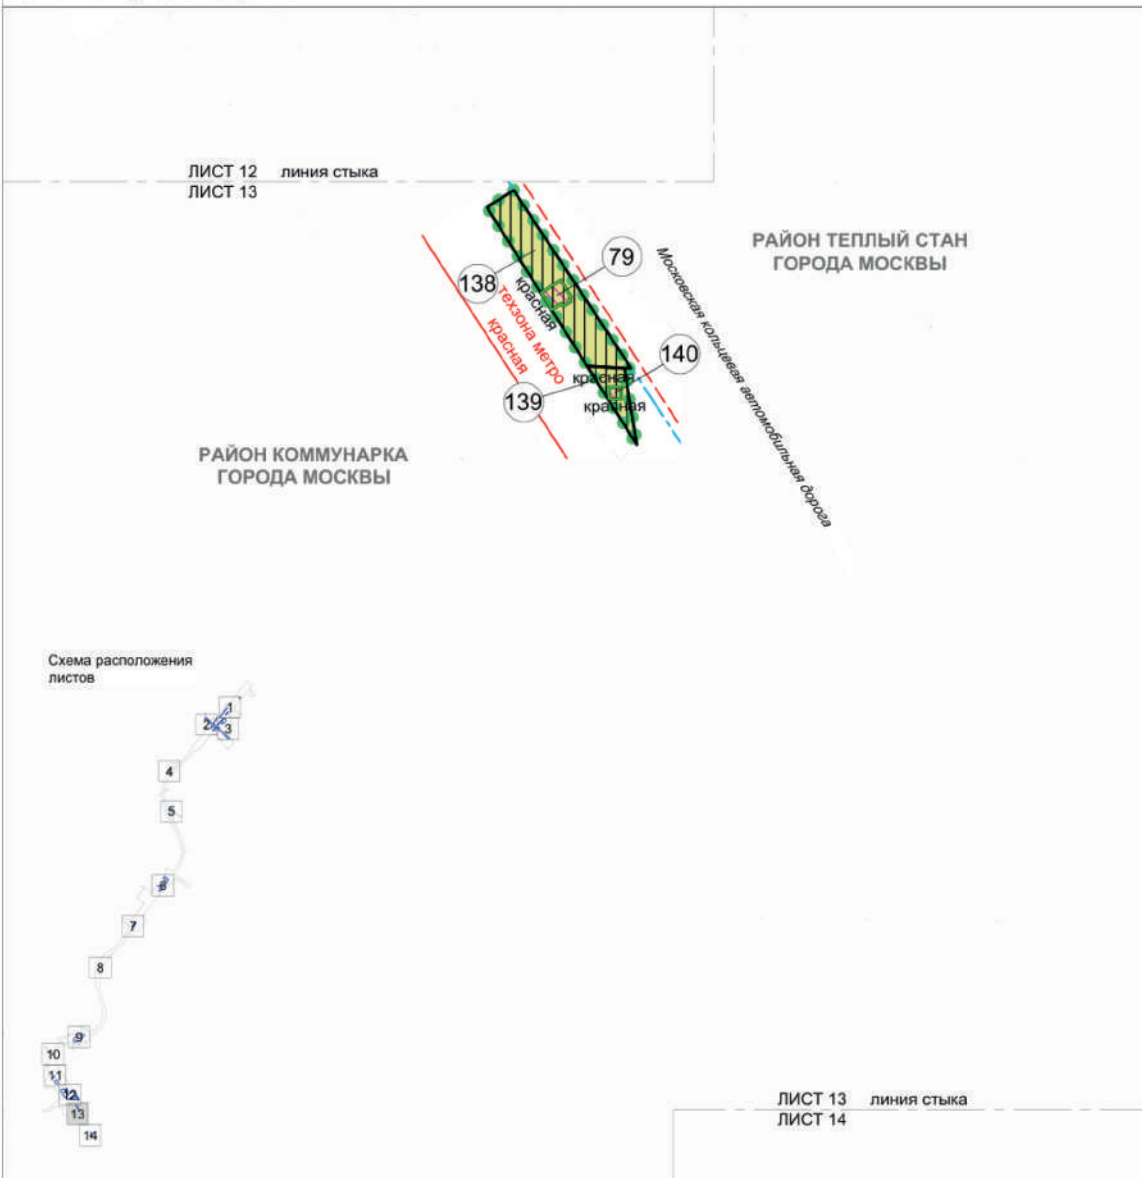 ЛИСТ 12 линия стыка
ЛИСТ 13
РАЙОН ТЕПЛЫЙ СТАН
ГОРОДА МОСКВЫ
79
138
красная
техзона метро
красная
Московская кольцевая автомобильная дорога
140
красная
139
красная
РАЙОН КОММУНАРКА
ГОРОДА МОСКВЫ
Схема расположения
листов
1
2
3
4
5
6
7
8
9
10
11
12
13
14
ЛИСТ 13 линия стыка
ЛИСТ 14